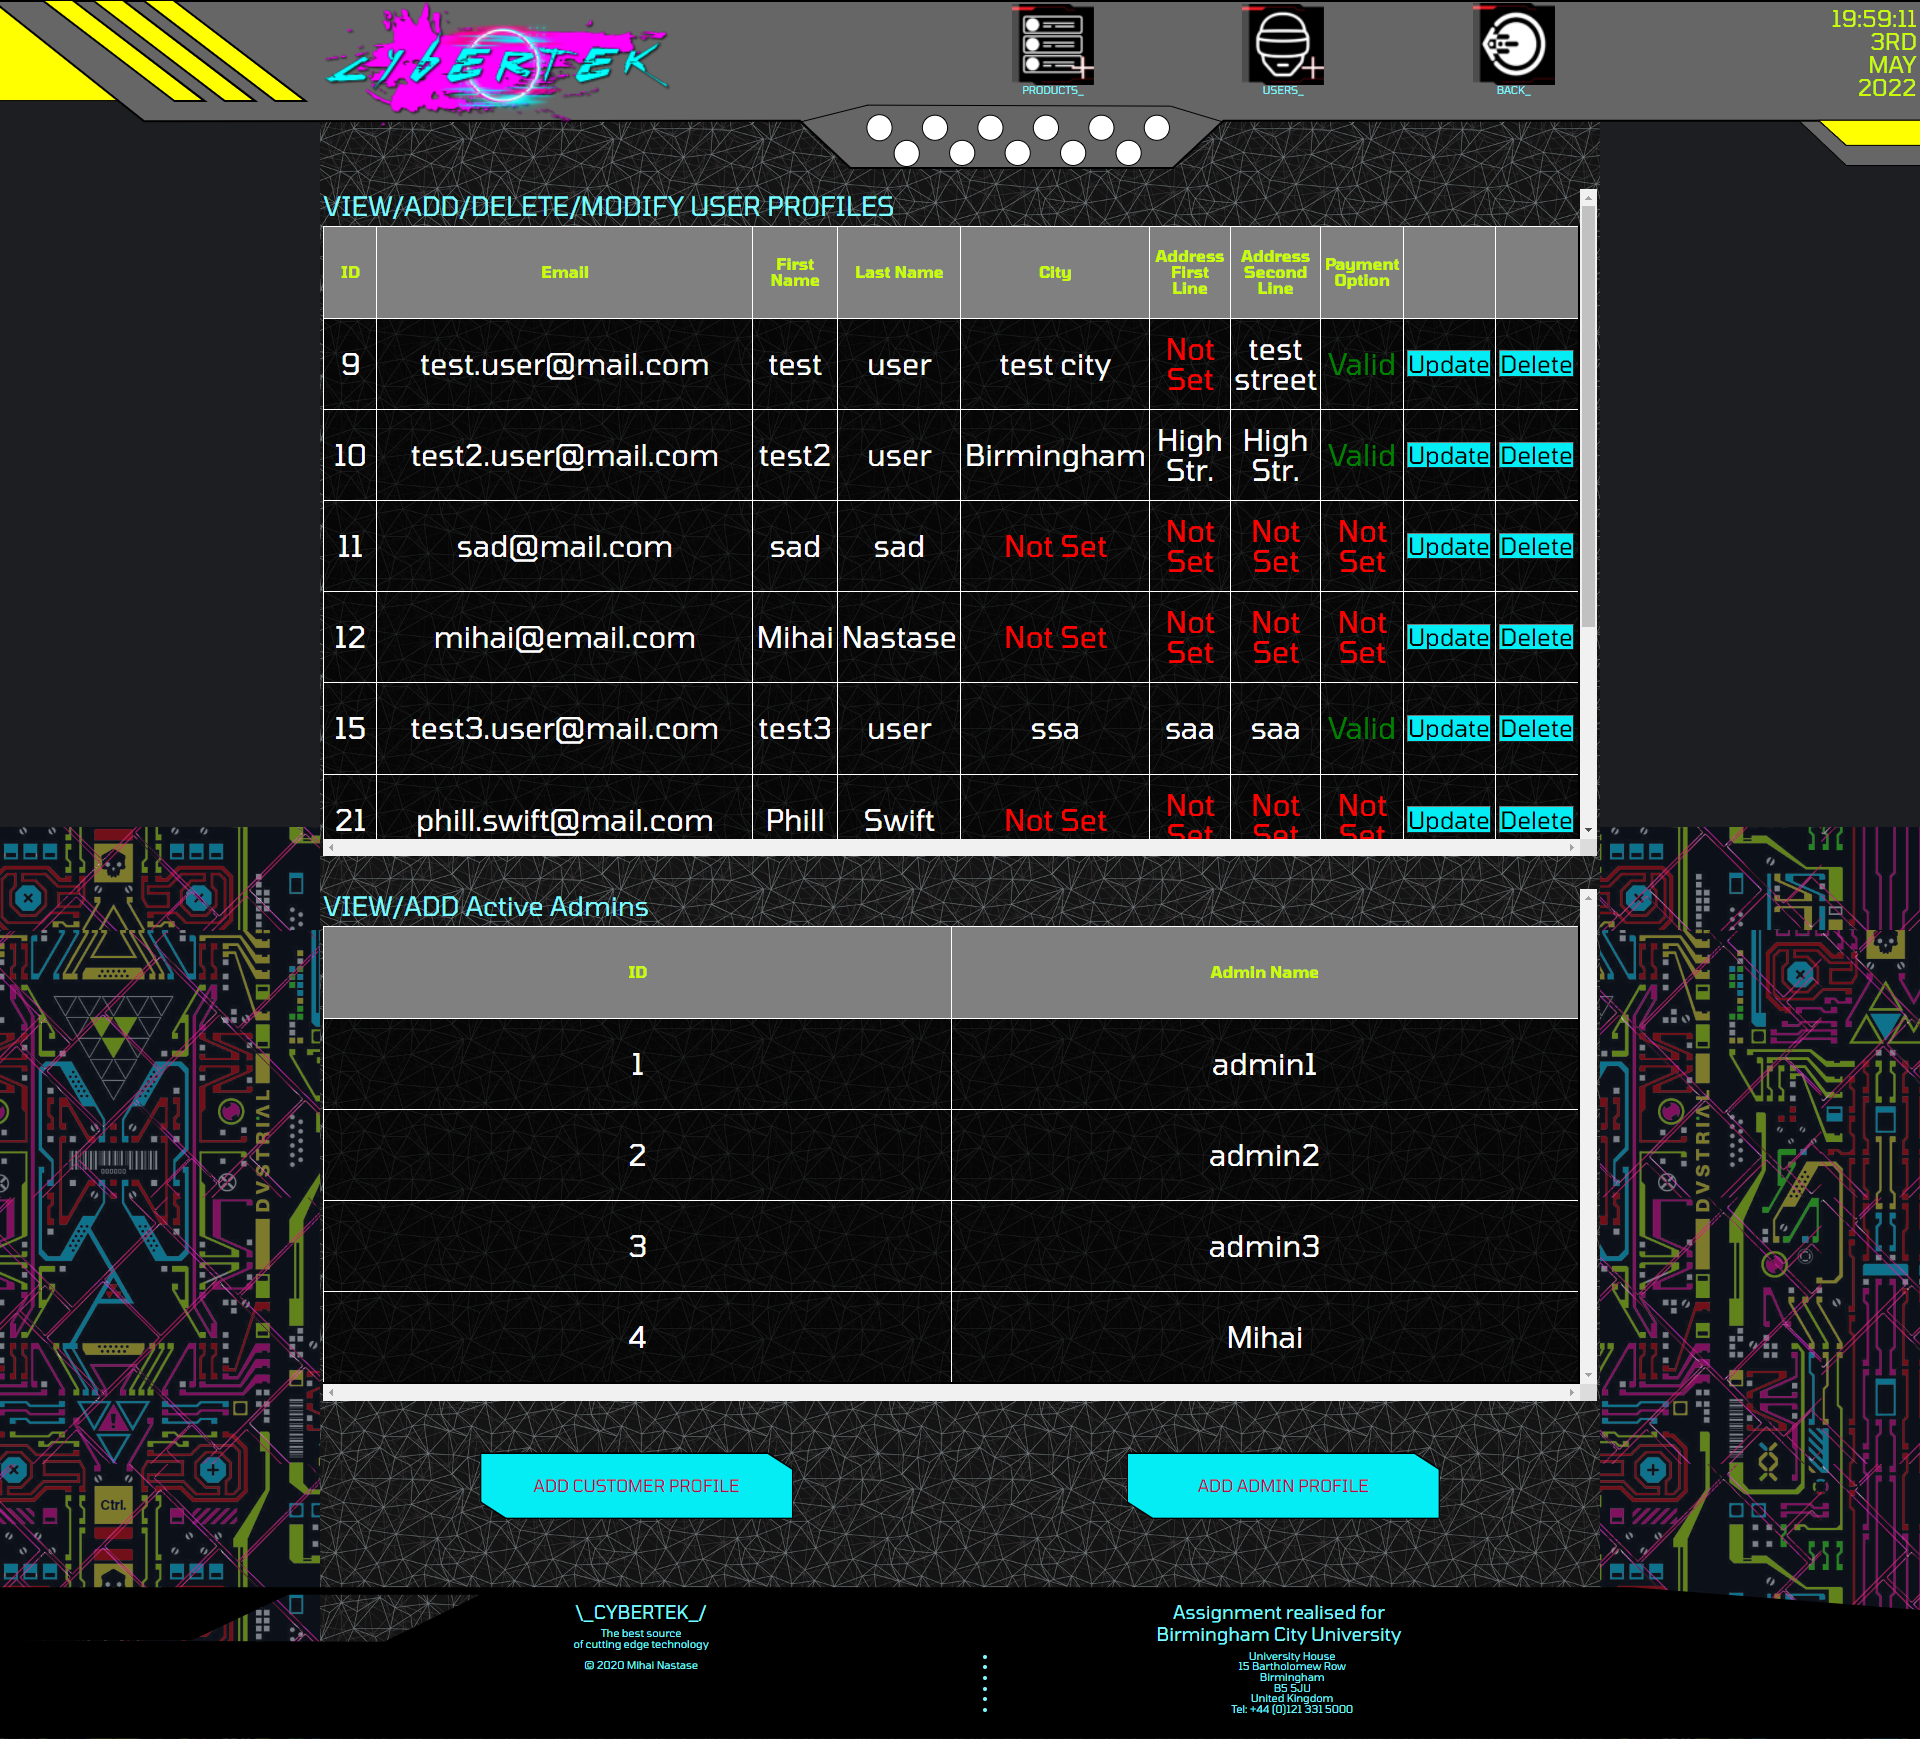 CYBERTEK
PRODUCTS_
USERS_
BACK_
19:59:11
3RD
MAY
2022
VIEW/ADD/DELETE/MODIFY USER PROFILES
ID Email First Name Last Name City Address First Line Address Second Line Payment Option
9 test.user@mail.com test user test city Not Set test street Valid Update Delete
10 test2.user@mail.com test2 user Birmingham High Str. High Str. Valid Update Delete
11 sad@mail.com sad sad Not Set Not Set Not Set Not Set Update Delete
12 mihai@email.com Mihai Nastase Not Set Not Set Not Set Not Set Update Delete
15 test3.user@mail.com test3 user ssa saa saa Valid Update Delete
21 phill.swift@mail.com Phill Swift Not Set Not Set Not Set Not Set Update Delete
VIEW/ADD Active Admins
ID Admin Name
1 admin1
2 admin2
3 admin3
4 Mihai
DVSTRIAL
DVSTRIAL
Ctrl.
ADD CUSTOMER PROFILE
ADD ADMIN PROFILE
\_CYBERTEK_/
The best source
of cutting edge technology
© 2020 Mihai Nastase
Assignment realised for
Birmingham City University
University House
15 Bartholomew Row
Birmingham
B5 5JU
United Kingdom
Tel: +44 (0)121 331 5000